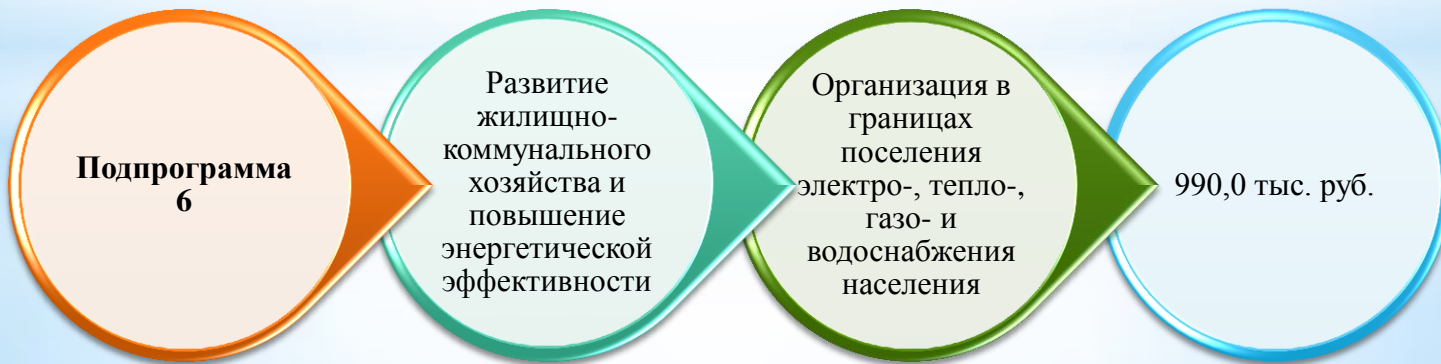 Подпрограмма
6
Развитие
жилищно-
коммунального
хозяйства и
повышение
энергетической
эффективности
Организация в
границах
поселения
электро-, тепло-,
газо- и
водоснабжения
населения
990,0 тыс. руб.